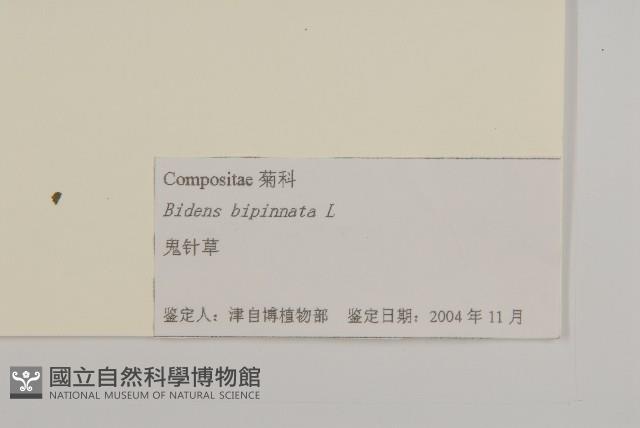 Compositae 菊科
Bidens bipinnata L
鬼针草
鉴定人：津自博植物部 鉴定日期：2004 年 11 月
國立自然科學博物館
NATIONAL MUSEUM OF NATURAL SCIENCE